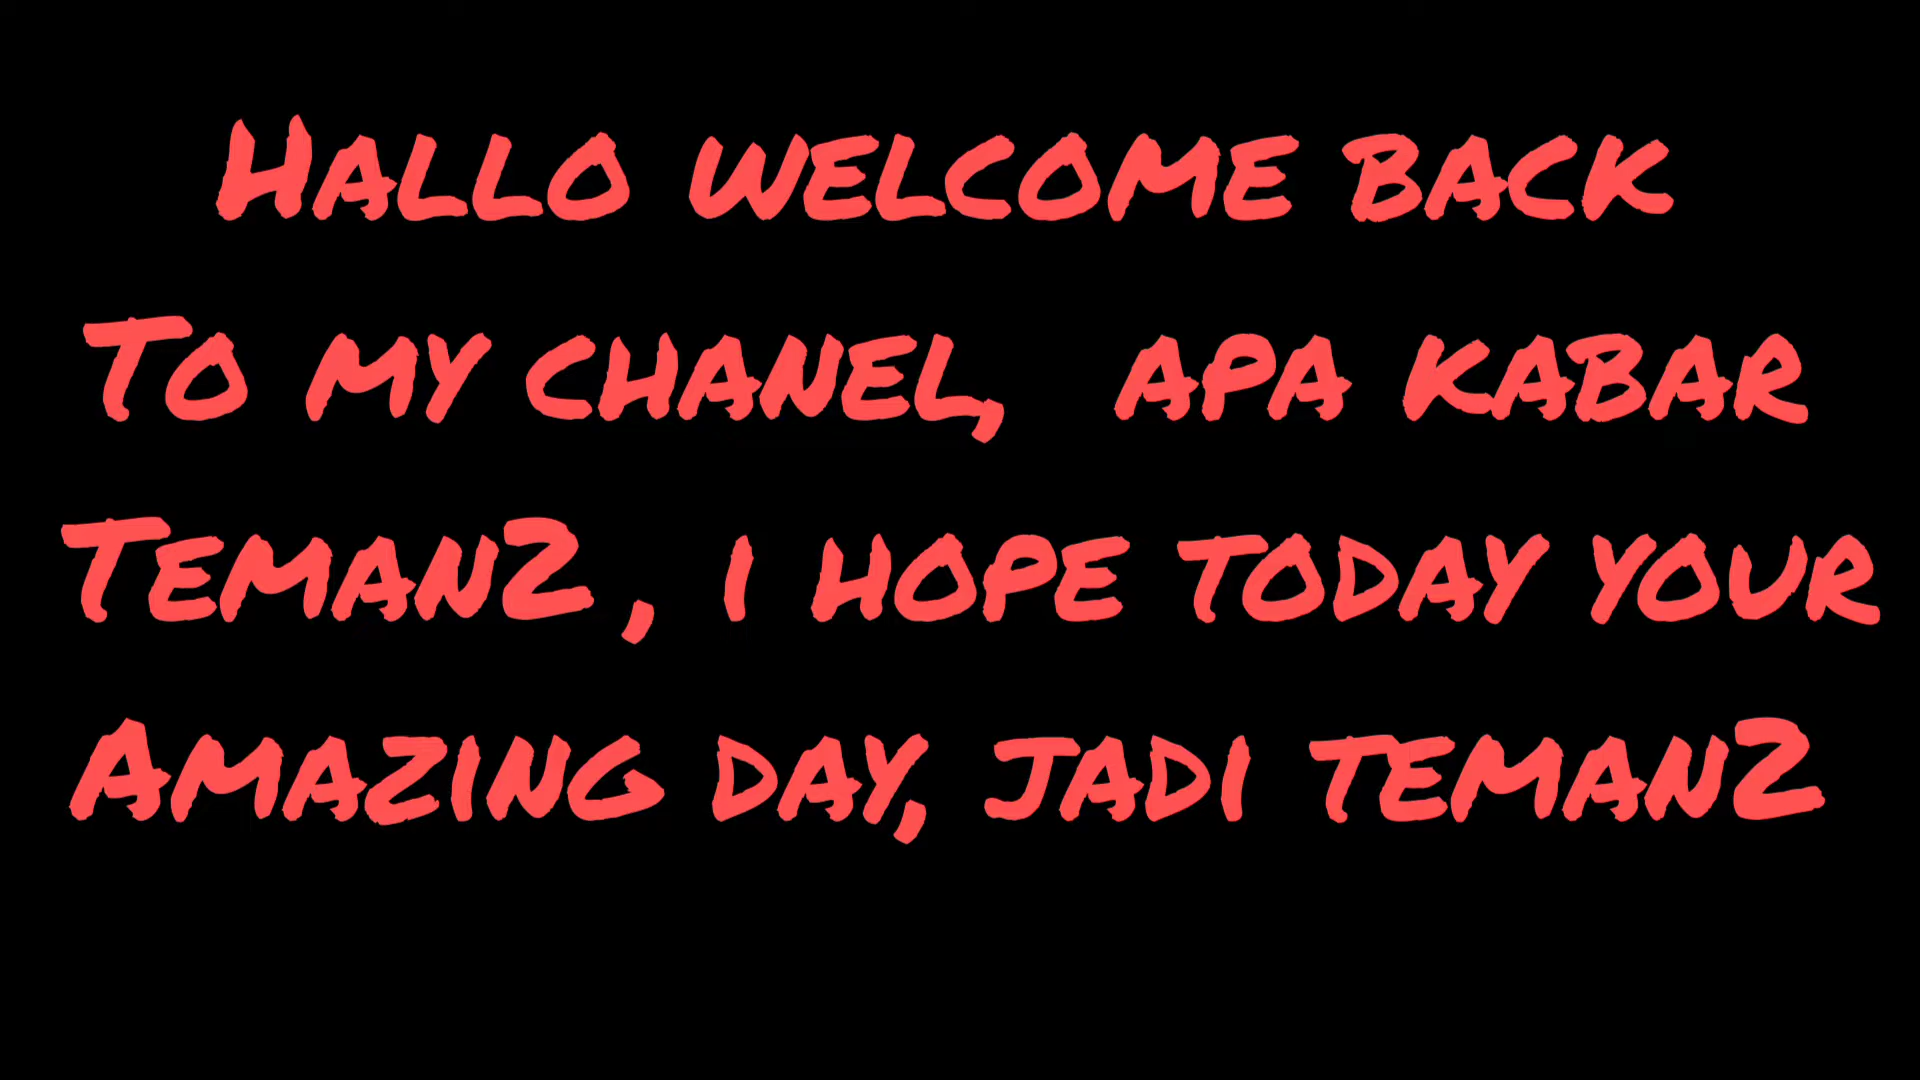 Hallo welcome back
To my chanel, apa kabar
Teman2 , i hope today your
Amazing day, jadi teman2